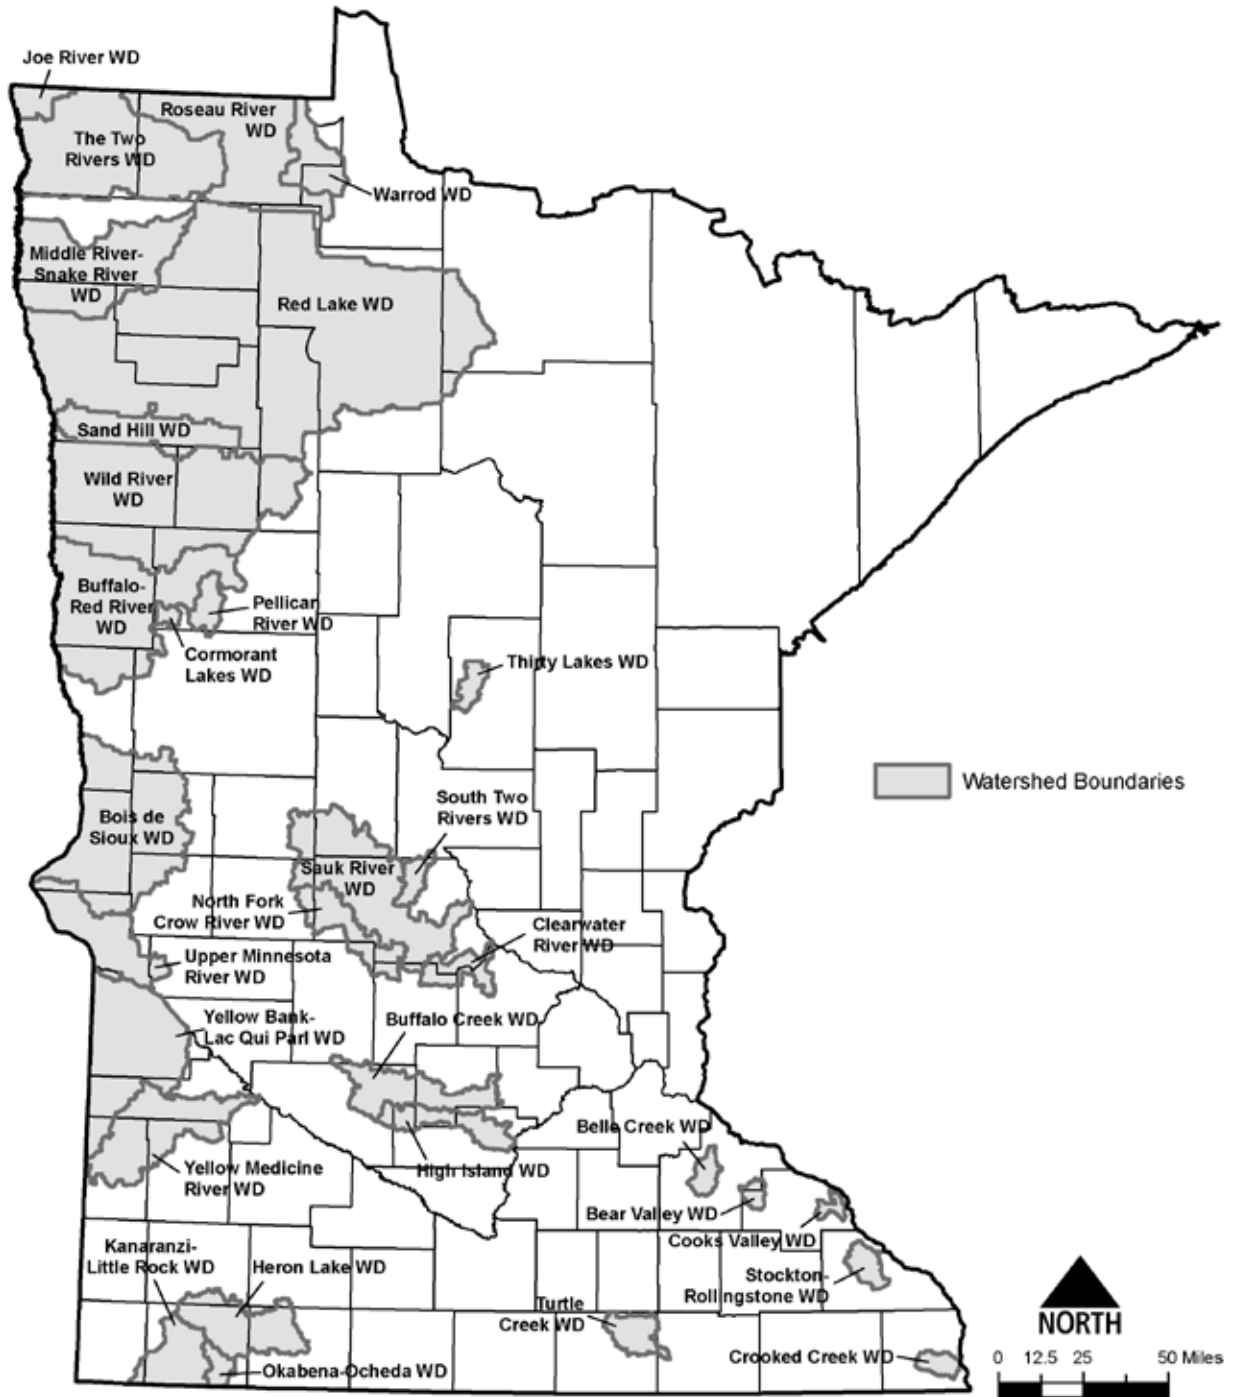 Joe River WD
Roseau River
WD
The Two
Rivers WD
Warrod WD
Middle River-
Snake River
WD
Red Lake WD
Sand Hill WD
Wild River
WD
Buffalo-
Red River
WD
Pellican
River WD
Cormorant
Lakes WD
Thirty Lakes WD
Watershed Boundaries
South Two
Rivers WD
Bois de
Sioux WD
Sauk River
WD
North Fork
Crow River WD
Clearwater
River WD
Upper Minnesota
River WD
Yellow Bank-
Lac Qui Parl WD
Buffalo Creek WD
Belle Creek WD
High Island WD
Yellow Medicine
River WD
Bear Valley WD
Cooks Valley WD
Kanaranzi-
Little Rock WD
Heron Lake WD
Stockton-
Rollingstone WD
Turtle
Creek WD
Crooked Creek WD
Okabena-Ocheda WD
NORTH
0 12.5 25 50 Miles